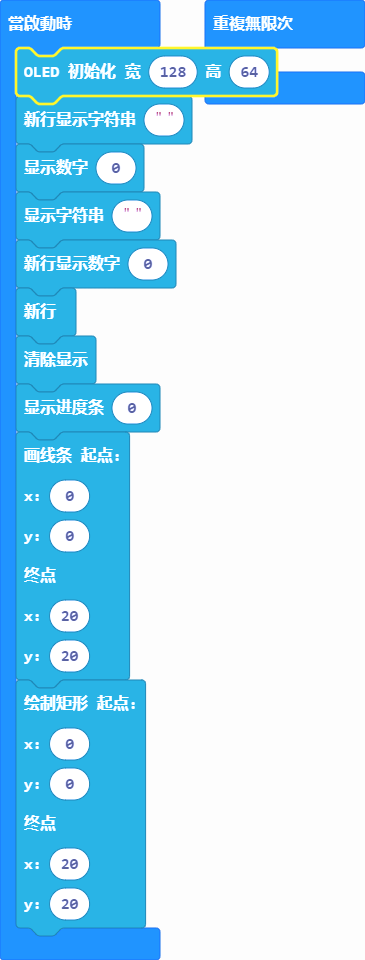 當啟動時
重複無限次
OLED 初始化 宽 128 高 64
新行显示字符串 " "
显示数字 0
显示字符串 " "
新行显示数字 0
新行
清除显示
显示进度条 0
画线条 起点:
x: 0
y: 0
终点
x: 20
y: 20
绘制矩形 起点:
x: 0
y: 0
终点
x: 20
y: 20